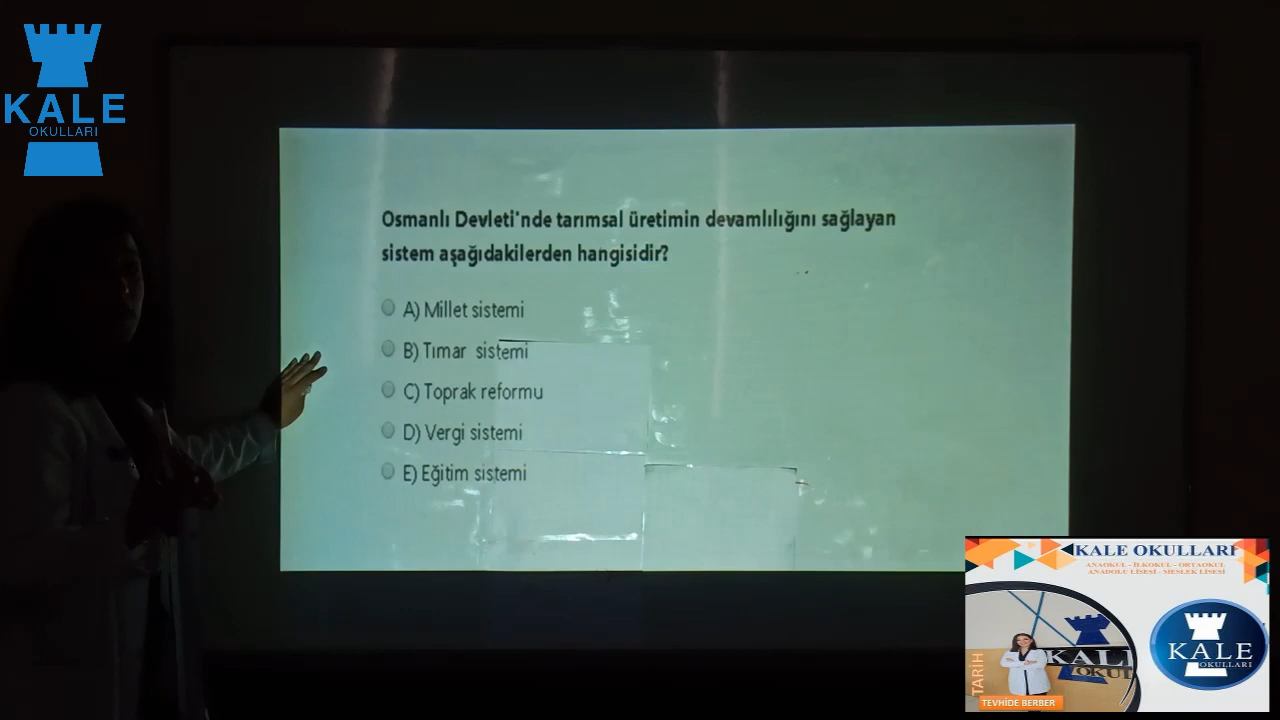 KALE
OKULLARI
Osmanlı Devleti'nde tarımsal üretimin devamlılığını sağlayan
sistem aşağıdakilerden hangisidir?
A) Millet sistemi
B) Tımar sistemi
C) Toprak reformu
D) Vergi sistemi
E) Eğitim sistemi
KALE OKULLARI
ANAOKUL - İLKOKUL - ORTAOKUL
ANADOLU LİSESİ - MESLEK LİSESİ
KALE
OKULLARI
KALE
OKUL
TARİH
TEVHİDE BERBER